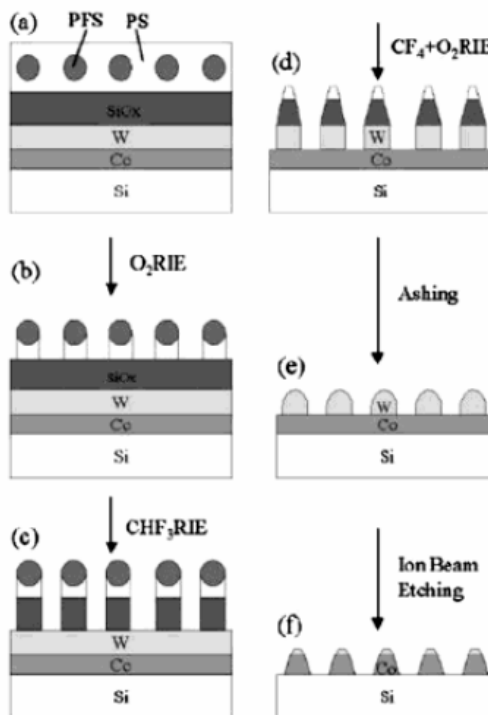 (a) PFS PS
SiOx
W
Co
Si
O₂RIE
(b)
SiOx
W
Co
Si
CHF₃RIE
(c)
W
Co
Si
CF₄+O₂RIE
(d)
W
Co
Si
Ashing
(e)
W
Co
Si
Ion Beam
Etching
(f)
Co
Si